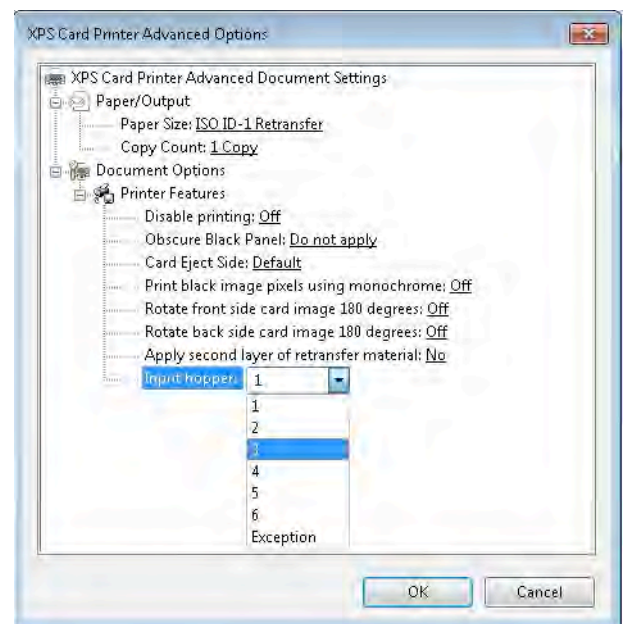 XPS Card Printer Advanced Options
XPS Card Printer Advanced Document Settings
Paper/Output
Paper Size: ISO ID-1 Retransfer
Copy Count: 1 Copy
Document Options
Printer Features
Disable printing: Off
Obscure Black Panel: Do not apply
Card Eject Side: Default
Print black image pixels using monochrome: Off
Rotate front side card image 180 degrees: Off
Rotate back side card image 180 degrees: Off
Apply second layer of retransfer material: No
Input hopper: 1
1
2
3
4
5
6
Exception
OK Cancel